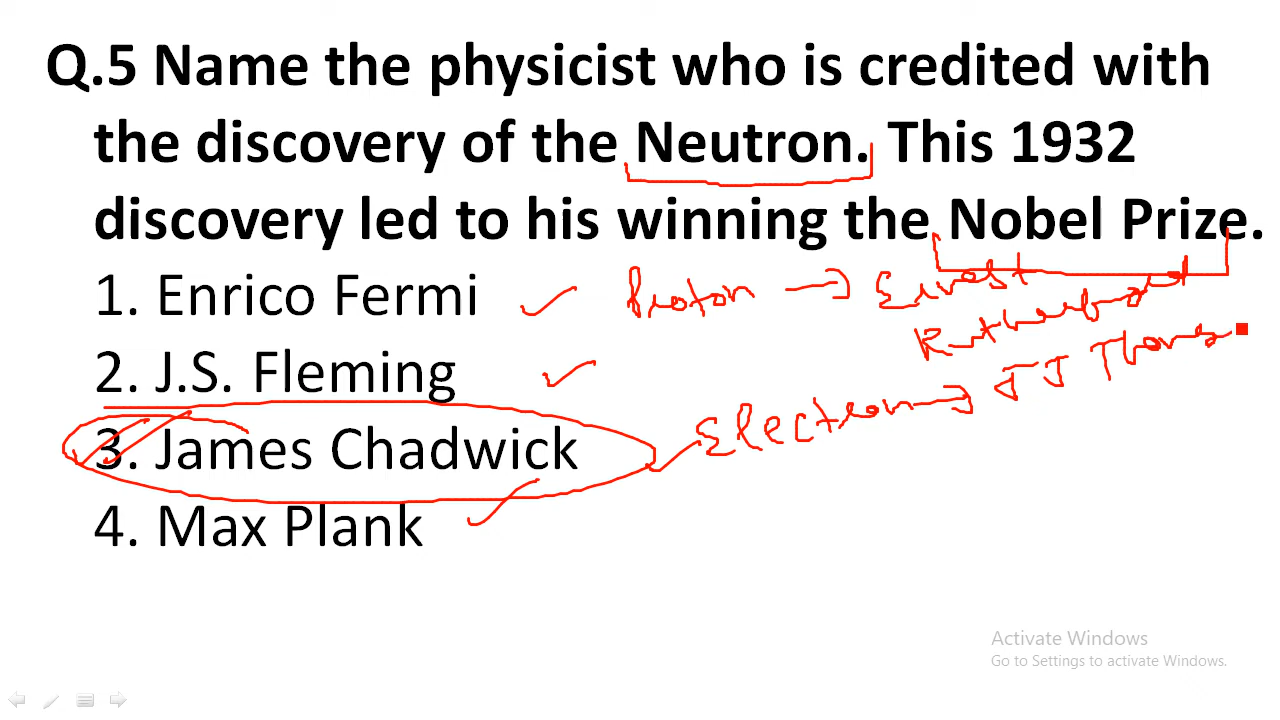 Q.5 Name the physicist who is credited with
the discovery of the Neutron. This 1932
discovery led to his winning the Nobel Prize.
1. Enrico Fermi
Proton → Ernest
Rutherford
2. J.S. Fleming
Electron → JJ Thoms
3. James Chadwick
4. Max Plank
Activate Windows
Go to Settings to activate Windows.